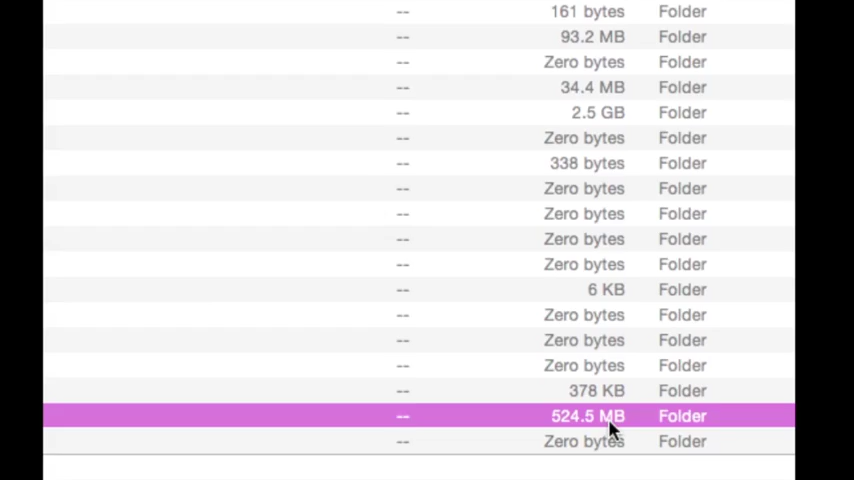 -- 161 bytes Folder
-- 93.2 MB Folder
-- Zero bytes Folder
-- 34.4 MB Folder
-- 2.5 GB Folder
-- Zero bytes Folder
-- 338 bytes Folder
-- Zero bytes Folder
-- Zero bytes Folder
-- Zero bytes Folder
-- Zero bytes Folder
-- 6 KB Folder
-- Zero bytes Folder
-- Zero bytes Folder
-- Zero bytes Folder
-- 378 KB Folder
-- 524.5 MB Folder
-- Zero bytes Folder